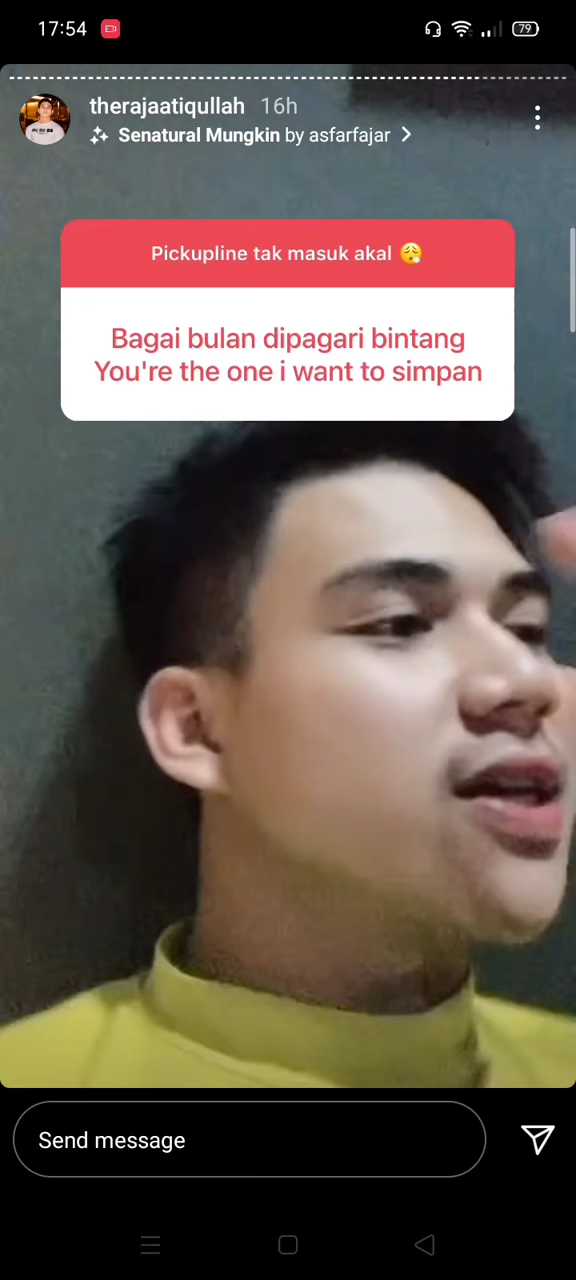 17:54
79
therajaatiqullah 16h
Senatural Mungkin by asfarfajar
Pickupline tak masuk akal 😮‍💨
Bagai bulan dipagari bintang
You're the one i want to simpan
Send message